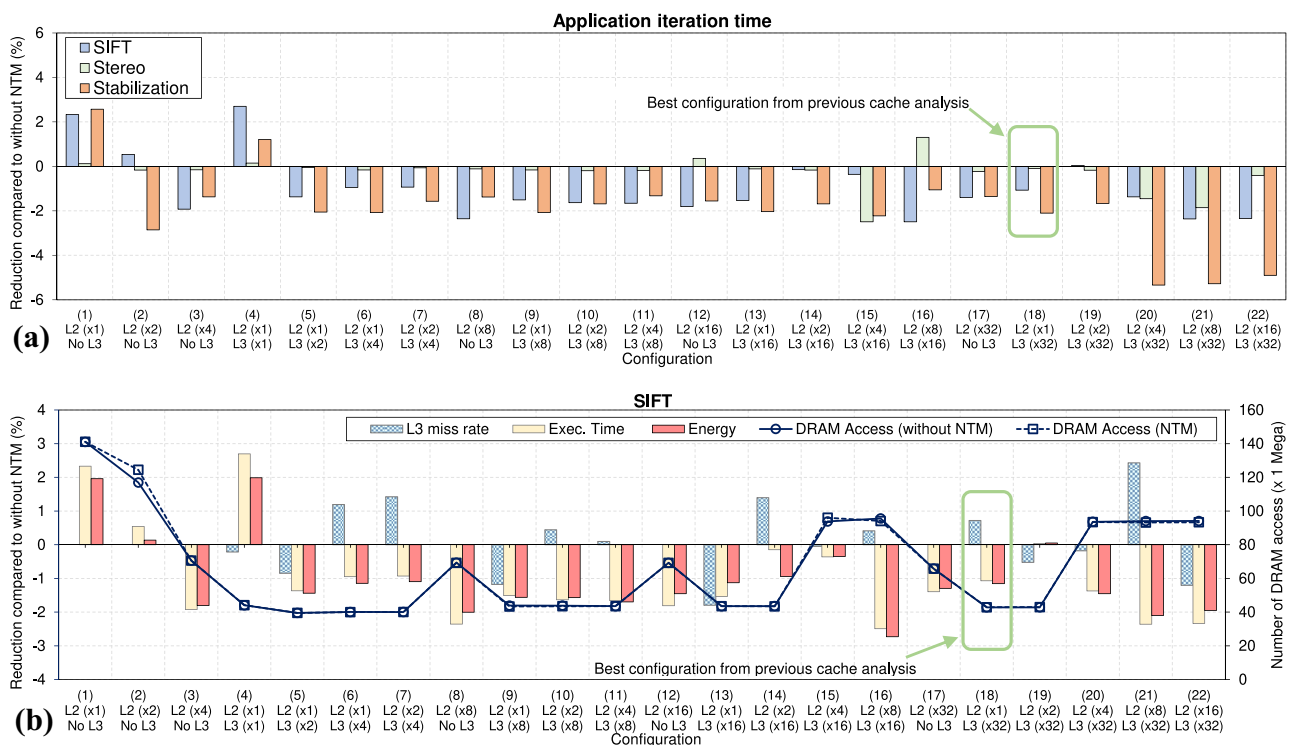 Application iteration time
Reduction compared to without NTM (%)
6
4
2
0
-2
-4
-6
SIFT
Stereo
Stabilization
Best configuration from previous cache analysis
(1) (2) (3) (4) (5) (6) (7) (8) (9) (10) (11) (12) (13) (14) (15) (16) (17) (18) (19) (20) (21) (22)
L2 (x1) L2 (x2) L2 (x4) L2 (x1) L2 (x1) L2 (x1) L2 (x2) L2 (x8) L2 (x1) L2 (x2) L2 (x4) L2 (x16) L2 (x1) L2 (x2) L2 (x4) L2 (x8) L2 (x32) L2 (x1) L2 (x2) L2 (x4) L2 (x8) L2 (x16)
No L3 No L3 No L3 L3 (x1) L3 (x2) L3 (x4) L3 (x4) No L3 L3 (x8) L3 (x8) L3 (x8) No L3 L3 (x16) L3 (x16) L3 (x16) L3 (x16) No L3 L3 (x32) L3 (x32) L3 (x32) L3 (x32) L3 (x32)
Configuration
(a)
SIFT
Reduction compared to without NTM (%)
4
3
2
1
0
-1
-2
-3
-4
L3 miss rate Exec. Time Energy DRAM Access (without NTM) DRAM Access (NTM)
160
140
120
100
80
60
40
20
0
Number of DRAM access (x 1 Mega)
Best configuration from previous cache analysis
(1) (2) (3) (4) (5) (6) (7) (8) (9) (10) (11) (12) (13) (14) (15) (16) (17) (18) (19) (20) (21) (22)
L2 (x1) L2 (x2) L2 (x4) L2 (x1) L2 (x1) L2 (x1) L2 (x2) L2 (x8) L2 (x1) L2 (x2) L2 (x4) L2 (x16) L2 (x1) L2 (x2) L2 (x4) L2 (x8) L2 (x32) L2 (x1) L2 (x2) L2 (x4) L2 (x8) L2 (x16)
No L3 No L3 No L3 L3 (x1) L3 (x2) L3 (x4) L3 (x4) No L3 L3 (x8) L3 (x8) L3 (x8) No L3 L3 (x16) L3 (x16) L3 (x16) L3 (x16) No L3 L3 (x32) L3 (x32) L3 (x32) L3 (x32) L3 (x32)
Configuration
(b)